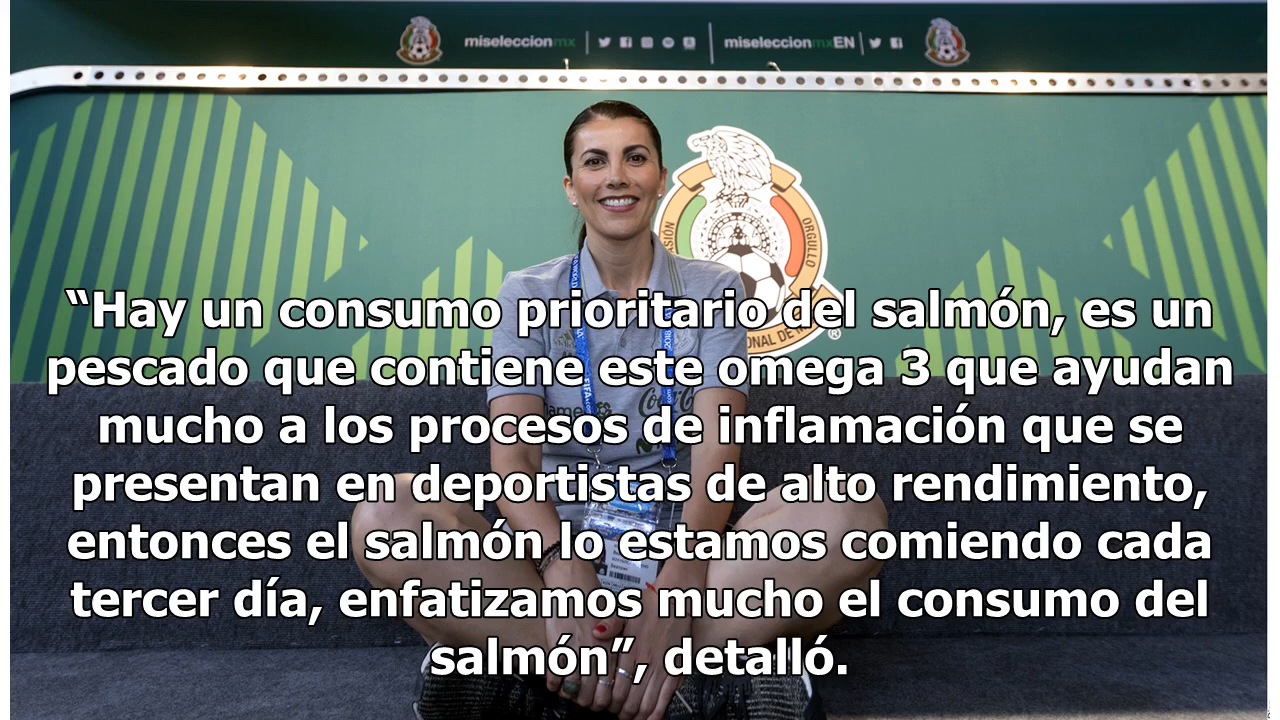 miseleccionmx
miseleccionmxEN
ORGULLO
“Hay un consumo prioritario del salmón, es un
pescado que contiene este omega 3 que ayudan
mucho a los procesos de inflamación que se
presentan en deportistas de alto rendimiento,
entonces el salmón lo estamos comiendo cada
tercer día, enfatizamos mucho el consumo del
salmón”, detalló.